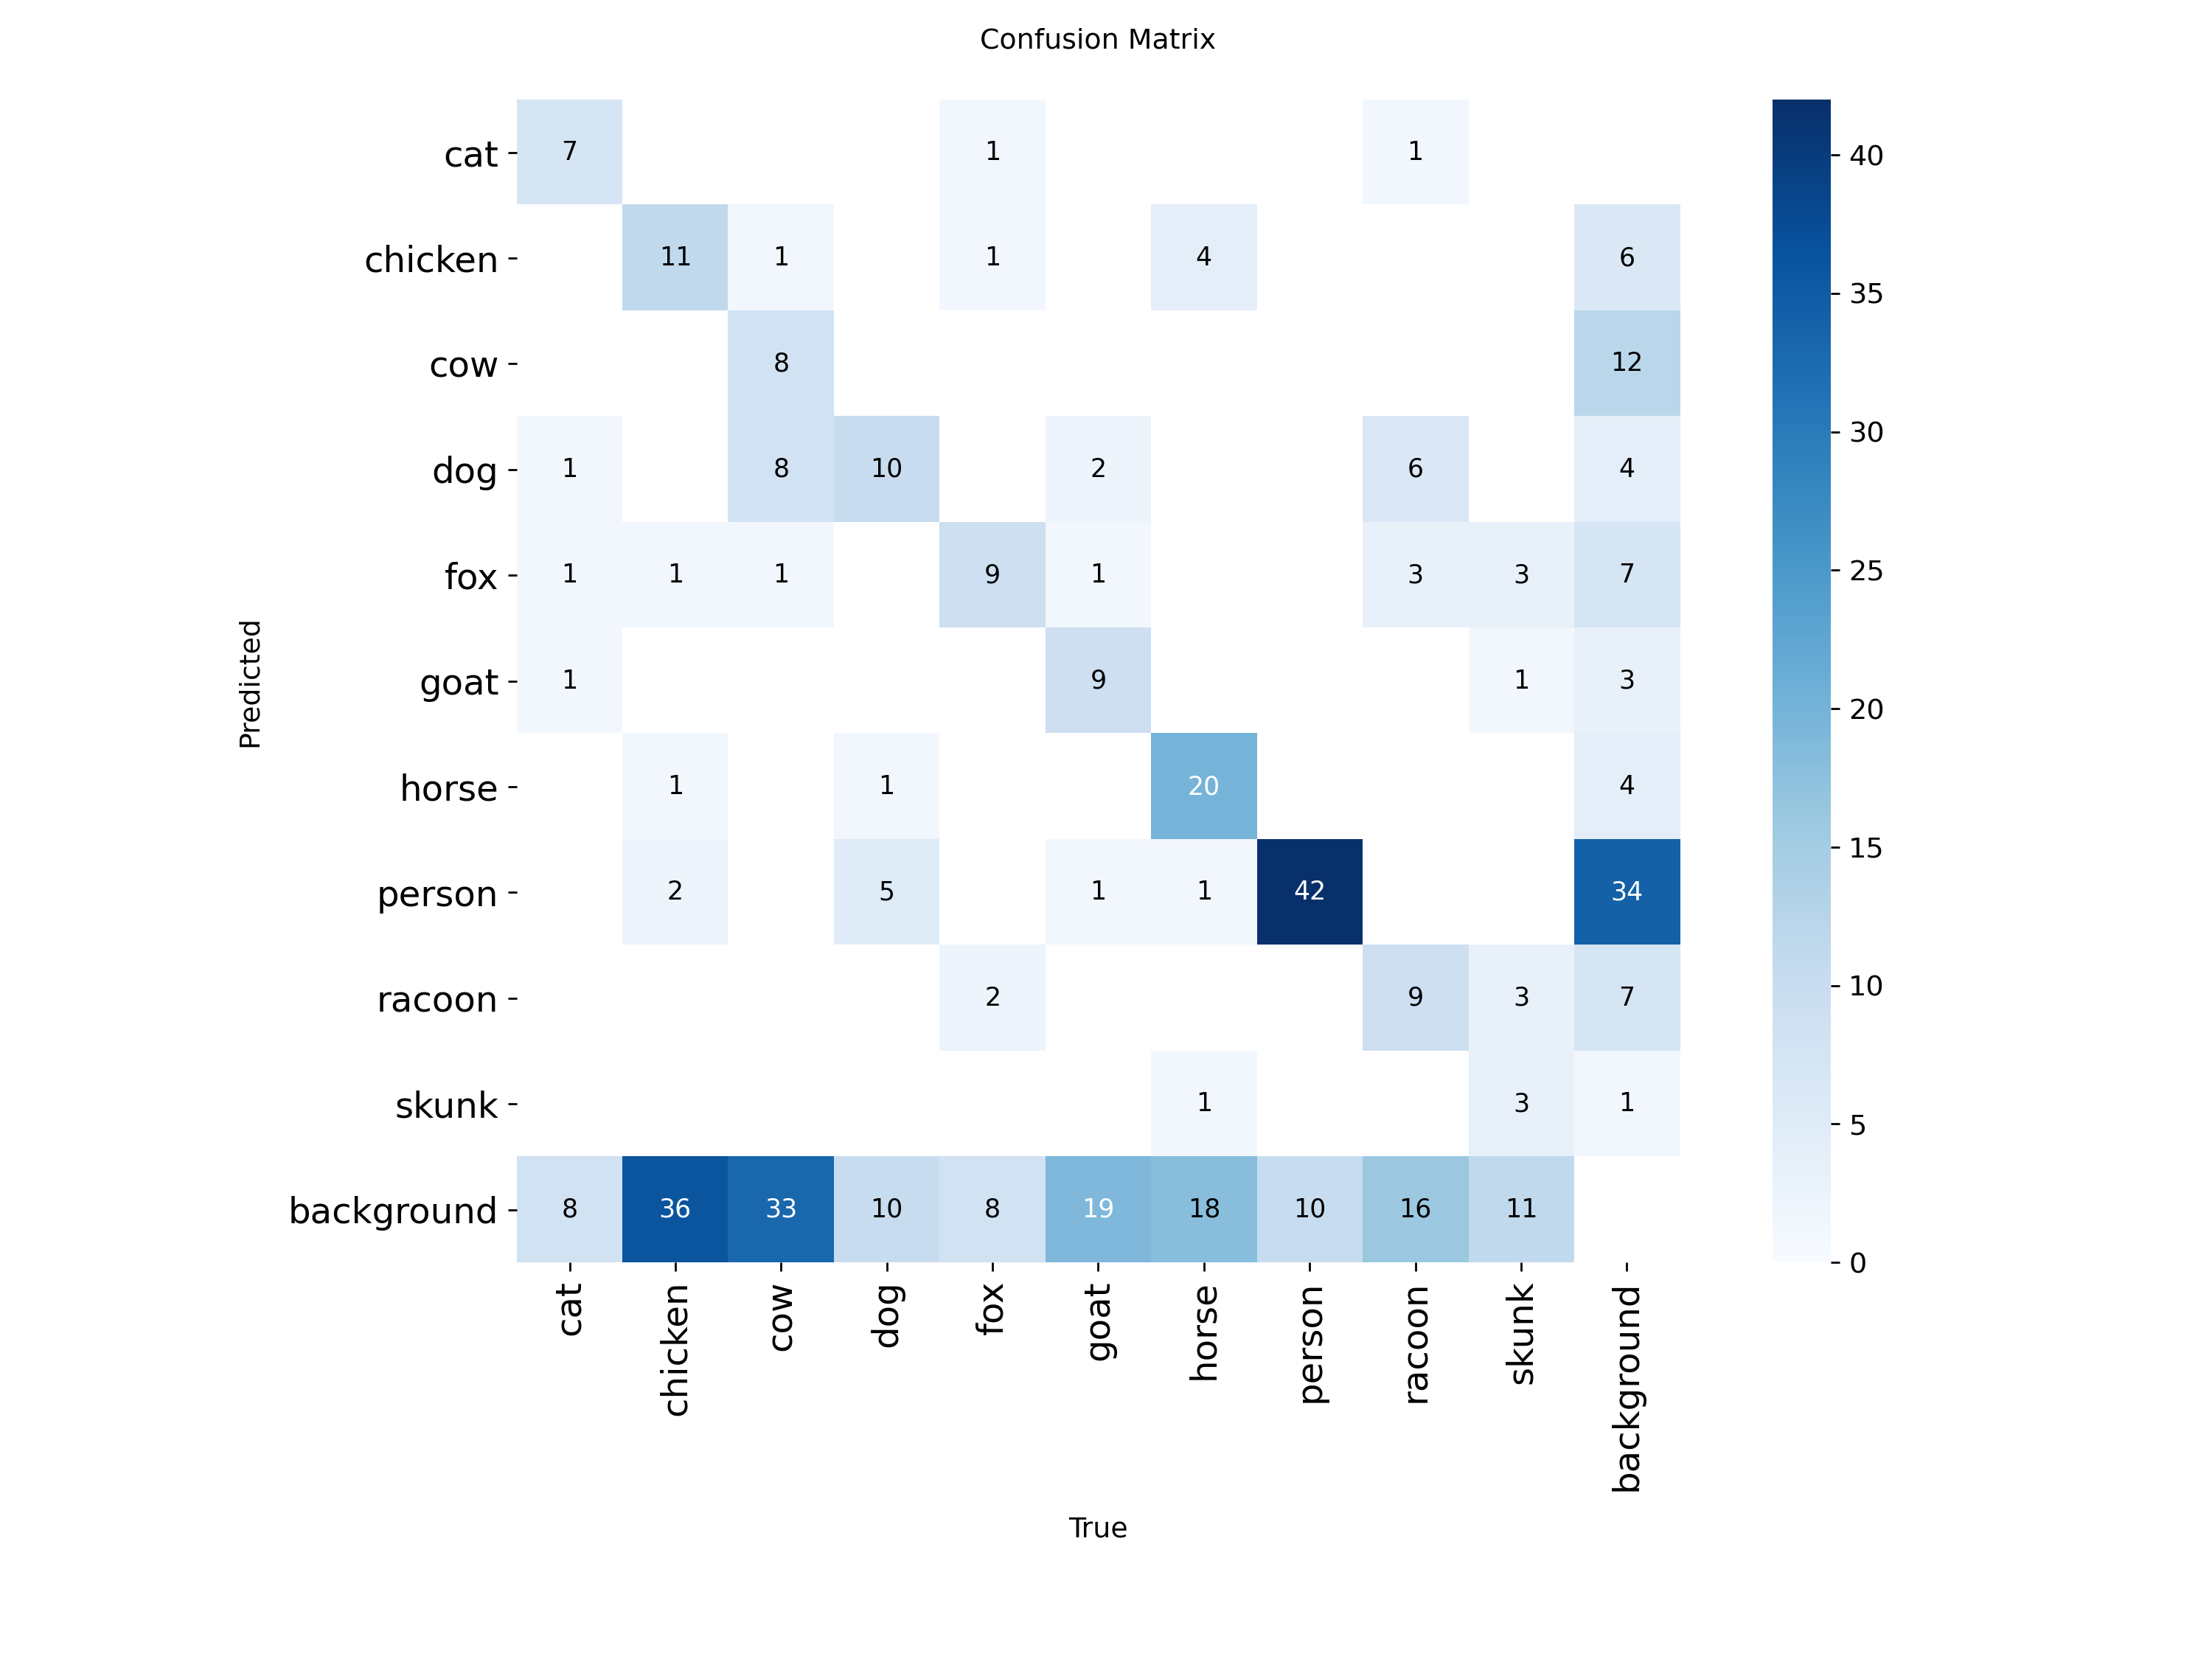 Confusion Matrix
cat 7 1 1
chicken 11 1 1 4 6
cow 8 12
dog 1 8 10 2 6 4
fox 1 1 1 9 1 3 3 7
goat 1 9 1 3
horse 1 1 20 4
person 2 5 1 1 42 34
racoon 2 9 3 7
skunk 1 3 1
background 8 36 33 10 8 19 18 10 16 11
cat chicken cow dog fox goat horse person racoon skunk background
Predicted
True
40
35
30
25
20
15
10
5
0